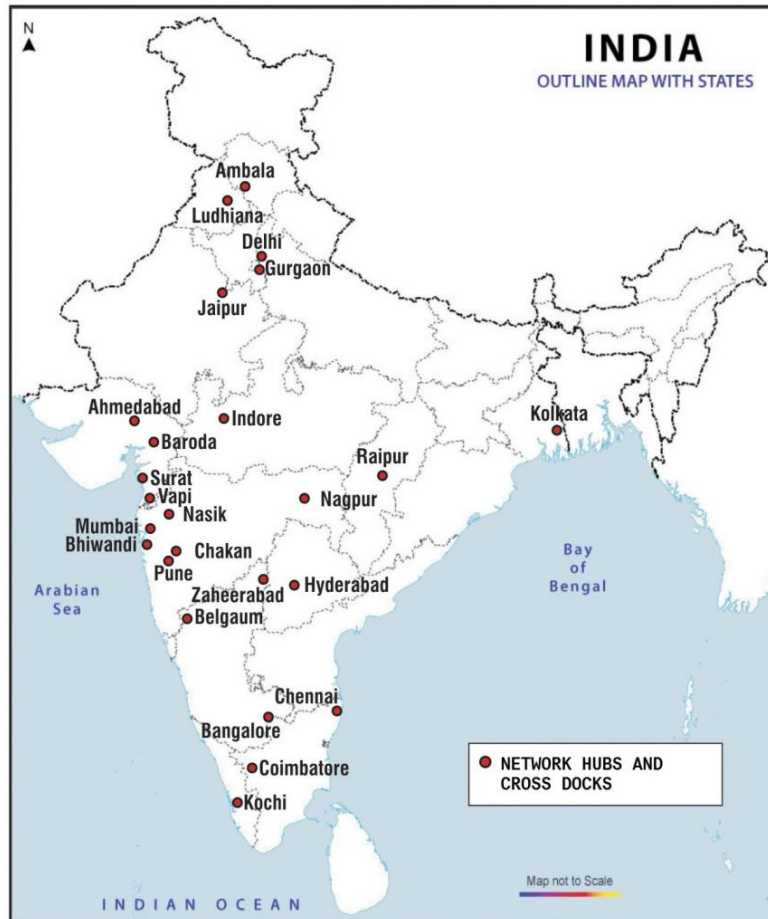 N
INDIA
OUTLINE MAP WITH STATES
Ambala
Ludhiana
Delhi
Gurgaon
Jaipur
Ahmedabad
Indore
Kolkata
Baroda
Raipur
Surat
Vapi
Nagpur
Nasik
Mumbai
Bhiwandi
Chakan
Pune
Bay
of
Bengal
Arabian
Sea
Zaheerabad
Hyderabad
Belgaum
Chennai
Bangalore
Coimbatore
Kochi
NETWORK HUBS AND
CROSS DOCKS
Map not to Scale
INDIAN OCEAN